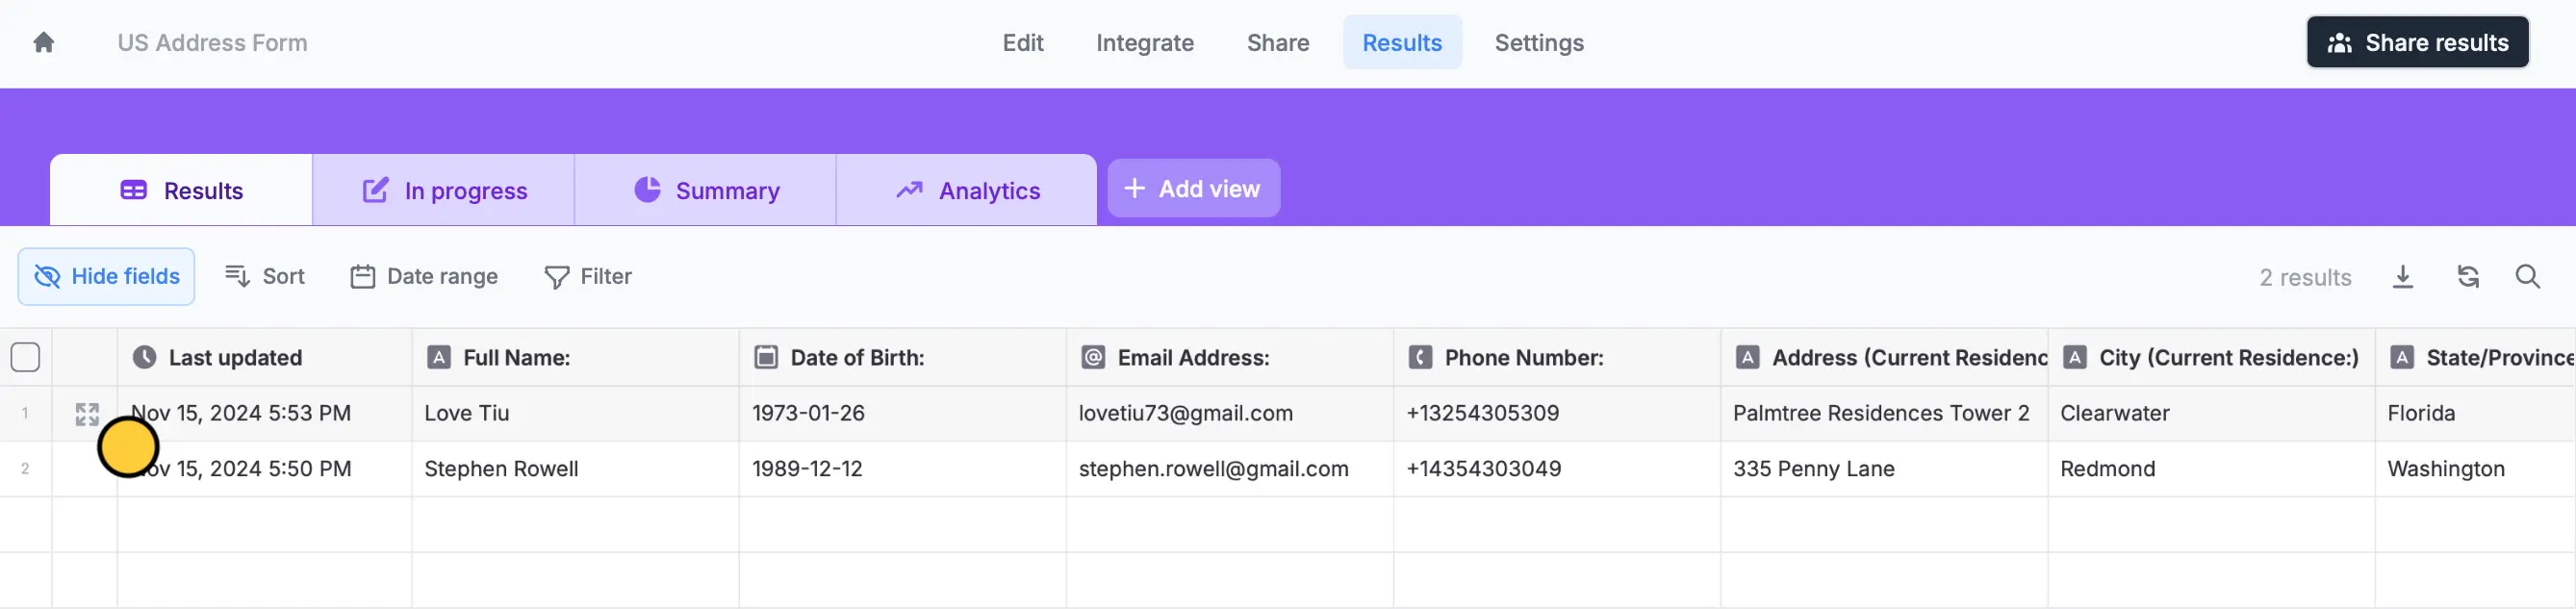 US Address Form Edit Integrate Share Results Settings Share results
Results In progress Summary Analytics + Add view
Hide fields Sort Date range Filter 2 results
Last updated A Full Name: Date of Birth: @ Email Address: Phone Number: A Address (Current Residenc A City (Current Residence:) A State/Province
1 Nov 15, 2024 5:53 PM Love Tiu 1973-01-26 lovetiu73@gmail.com +13254305309 Palmtree Residences Tower 2 Clearwater Florida
2 Nov 15, 2024 5:50 PM Stephen Rowell 1989-12-12 stephen.rowell@gmail.com +14354303049 335 Penny Lane Redmond Washington